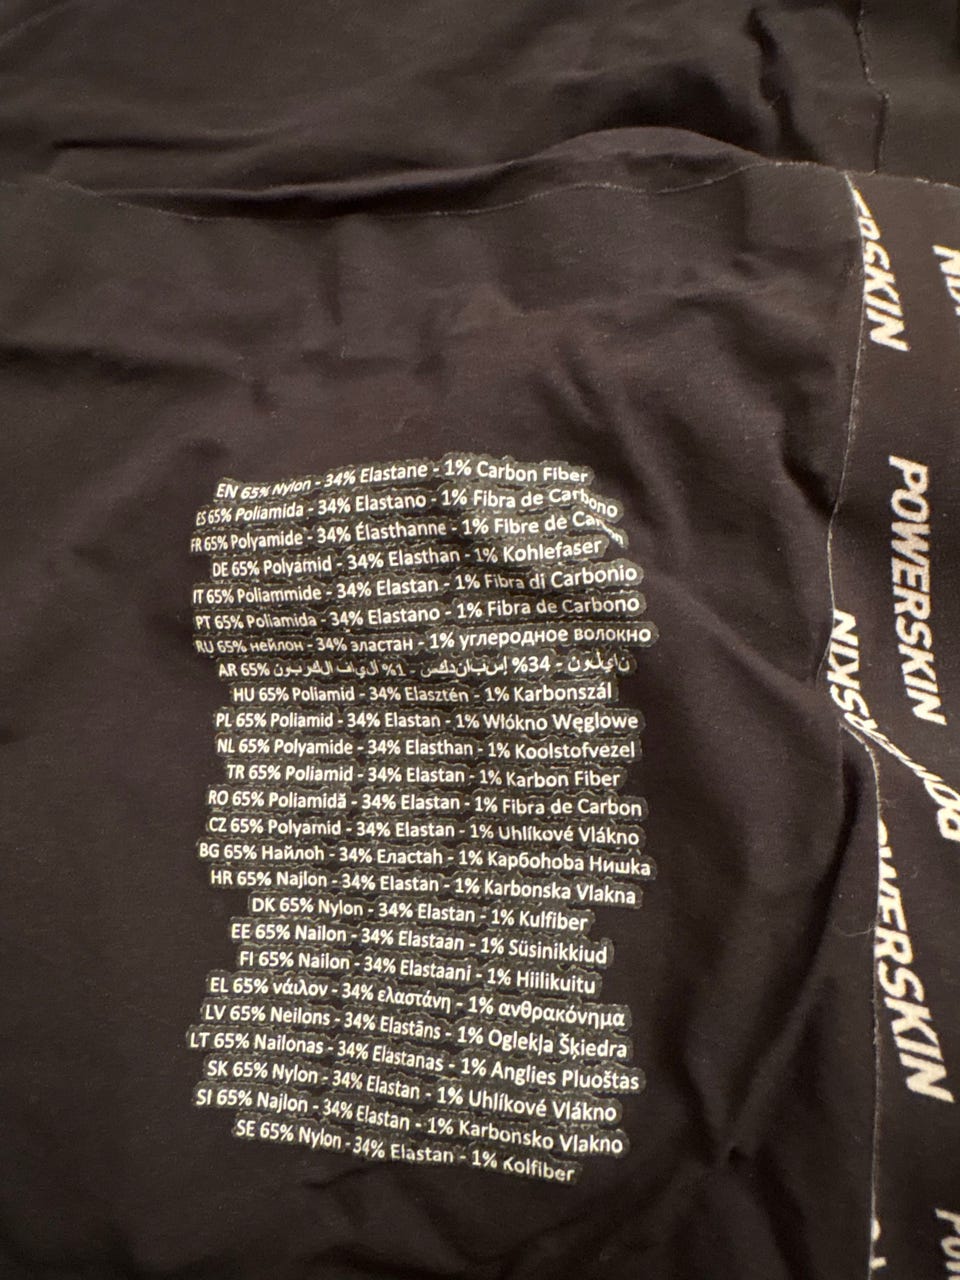 EN 65% Nylon - 34% Elastane - 1% Carbon Fiber
ES 65% Poliamida - 34% Elastano - 1% Fibra de Carbono
FR 65% Polyamide - 34% Élasthanne - 1% Fibre de
DE 65% Polyamid - 34% Elasthan - 1% Kohlefaser
IT 65% Poliammide - 34% Elastan - 1% Fibra di Carbonio
PT 65% Poliamida - 34% Elastano - 1% Fibra de Carbono
RU 65% нейлон - 34% эластан - 1% углеродное волокно
AR 65%
HU 65% Poliamid - 34% Elasztén - 1% Karbonszál
PL 65% Poliamid - 34% Elastan - 1% Włókno Węglowe
NL 65% Polyamide - 34% Elasthan - 1% Koolstofvezel
TR 65% Poliamid - 34% Elastan - 1% Karbon Fiber
RO 65% Poliamidă - 34% Elastan - 1% Fibra de Carbon
CZ 65% Polyamid - 34% Elastan - 1% Uhlíkové Vlákno
BG 65% Найлоһ - 34% Еластаһ - 1% Карбоһова Нишка
HR 65% Najlon - 34% Elastan - 1% Karbonska Vlakna
DK 65% Nylon - 34% Elastan - 1% Kulfiber
EE 65% Nailon - 34% Elastaan - 1% Süsinikkiud
FI 65% Nailon - 34% Elastaani - 1% Hiilikuitu
EL 65% νάιλον - 34% ελαστάνη - 1% ανθρακόνημα
LV 65% Neilons - 34% Elastāns - 1% Oglekļa Šķiedra
LT 65% Nailonas - 34% Elastanas - 1% Anglies Pluoštas
SK 65% Nylon - 34% Elastan - 1% Uhlíkové Vlákno
SI 65% Najlon - 34% Elastan - 1% Karbonsko Vlakno
SE 65% Nylon - 34% Elastan - 1% Kolfiber
POWERSKIN